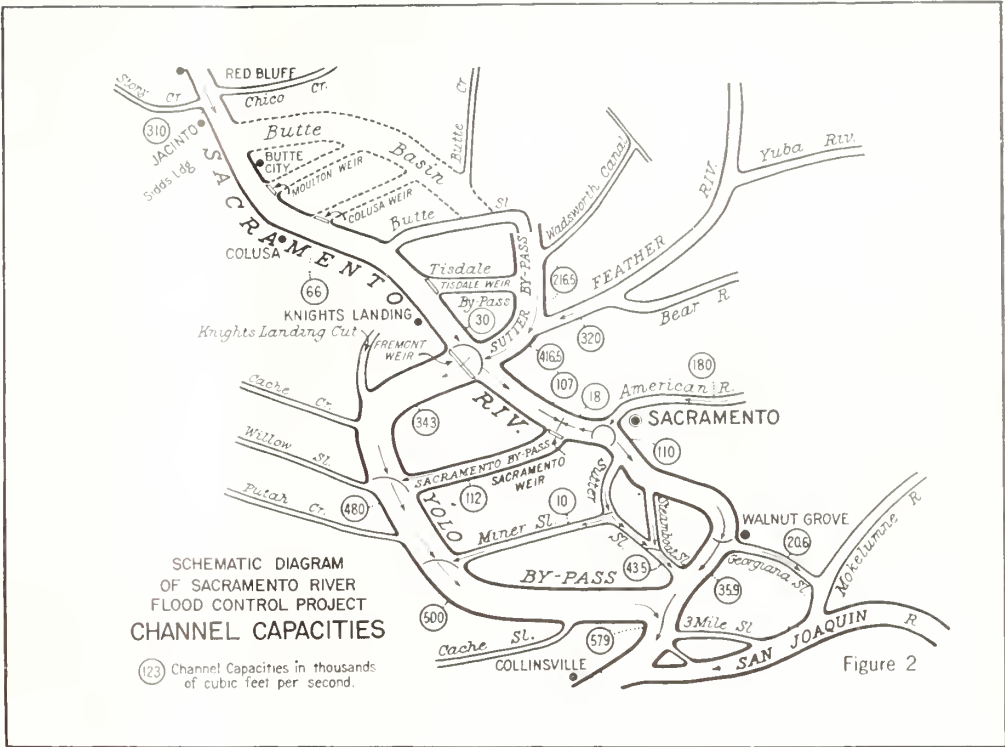 RED BLUFF
Stony Cr
Chico Cr.
310
JACINTO
Sidds Ldg
Butte Basin
BUTTE CITY
MOULTON WEIR
COLUSA WEIR
Butte Cr
Butte Sl
Wadsworth Canal
Yuba Riv.
FEATHER RIV.
SACRAMENTO RIV.
COLUSA
66
Tisdale
TISDALE WEIR
By-Pass
30
SUTTER BY-PASS
216.5
Bear R
320
KNIGHTS LANDING
Knights Landing Cut
FREMONT WEIR
416.5
107
18
180
American R.
SACRAMENTO
110
Cache Cr.
343
Willow Sl.
SACRAMENTO BY-PASS
SACRAMENTO WEIR
112
Putah Cr.
480
YOLO BY-PASS
10
Miner Sl.
Sutter Sl.
Steamboat Sl
43.5
WALNUT GROVE
20.6
Georgiana Sl.
Mokelumne R
35.9
3 Mile Sl
SAN JOAQUIN R
500
Cache Sl.
579
COLLINSVILLE
SCHEMATIC DIAGRAM
OF SACRAMENTO RIVER
FLOOD CONTROL PROJECT
CHANNEL CAPACITIES
123 Channel Capacities in thousands
of cubic feet per second.
Figure 2